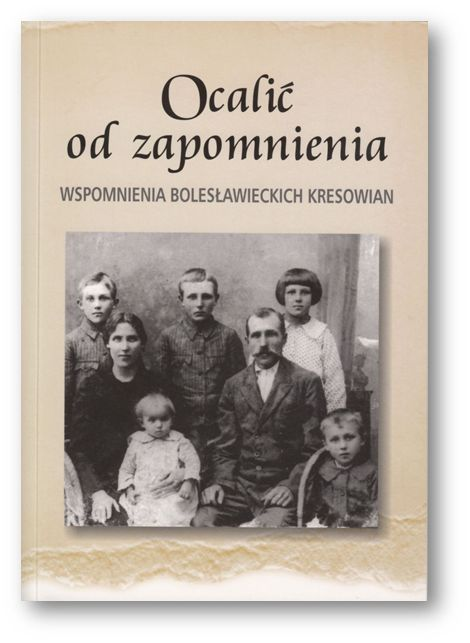 Ocalić
od zapomnienia
WSPOMNIENIA BOLESŁAWIECKICH KRESOWIAN